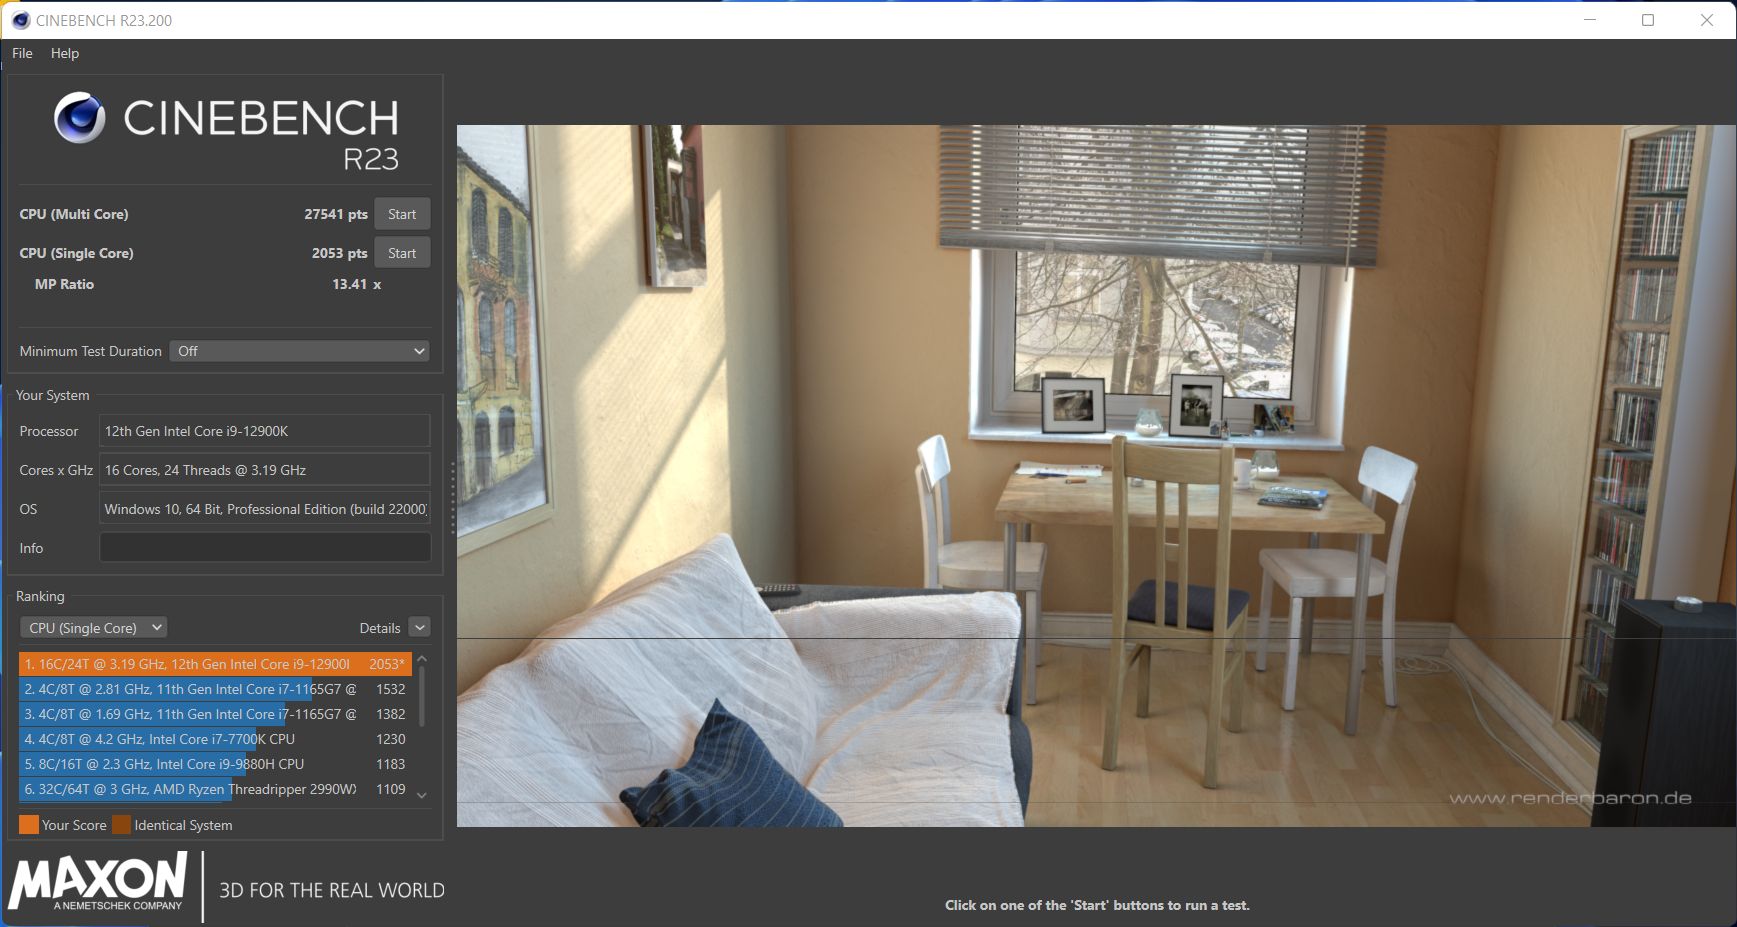 CINEBENCH R23.200
File Help
CINEBENCH
R23
CPU (Multi Core) 27541 pts Start
CPU (Single Core) 2053 pts Start
MP Ratio 13.41 x
Minimum Test Duration Off
Your System
Processor 12th Gen Intel Core i9-12900K
Cores x GHz 16 Cores, 24 Threads @ 3.19 GHz
OS Windows 10, 64 Bit, Professional Edition (build 22000)
Info
Ranking
CPU (Single Core) Details
1. 16C/24T @ 3.19 GHz, 12th Gen Intel Core i9-12900 2053*
2. 4C/8T @ 2.81 GHz, 11th Gen Intel Core i7-1165G7 @ 1532
3. 4C/8T @ 1.69 GHz, 11th Gen Intel Core i7-1165G7 @ 1382
4. 4C/8T @ 4.2 GHz, Intel Core i7-7700K CPU 1230
5. 8C/16T @ 2.3 GHz, Intel Core i9-9880H CPU 1183
6. 32C/64T @ 3 GHz, AMD Ryzen Threadripper 2990WX 1109
Your Score Identical System
www.renderbaron.de
MAXON
A NEMETSCHEK COMPANY
3D FOR THE REAL WORLD
Click on one of the 'Start' buttons to run a test.